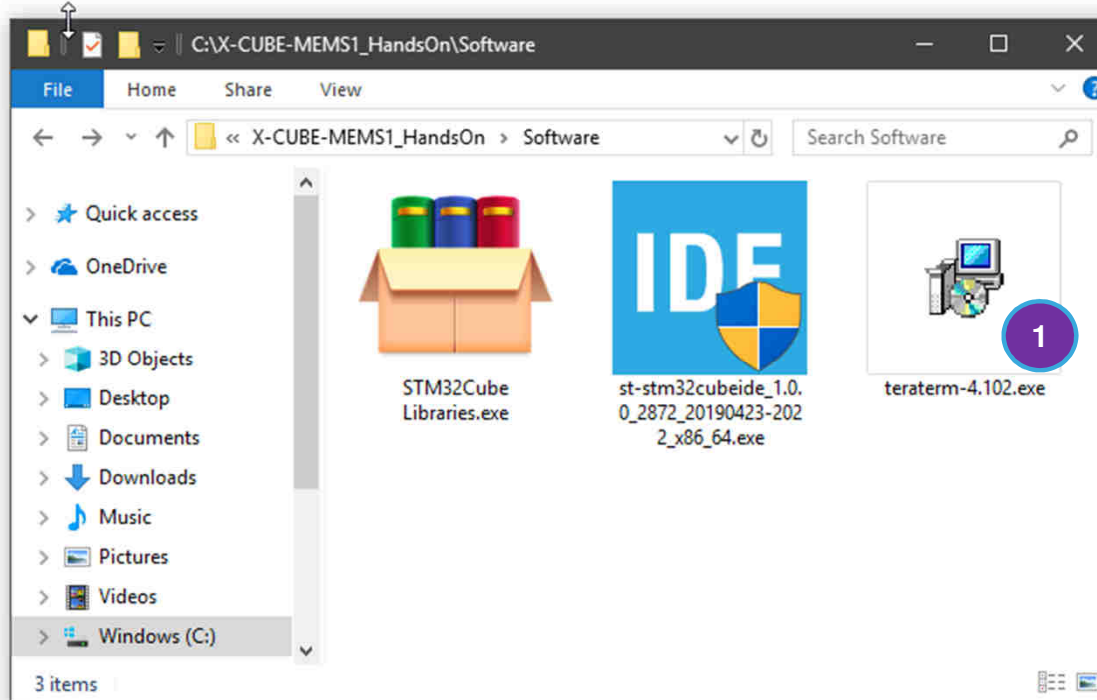 C:\X-CUBE-MEMS1_HandsOn\Software
File Home Share View
« X-CUBE-MEMS1_HandsOn > Software
Search Software
Quick access
OneDrive
This PC
3D Objects
Desktop
Documents
Downloads
Music
Pictures
Videos
Windows (C:)
STM32Cube
Libraries.exe
IDE
st-stm32cubeide_1.0.
0_2872_20190423-202
2_x86_64.exe
1
teraterm-4.102.exe
3 items